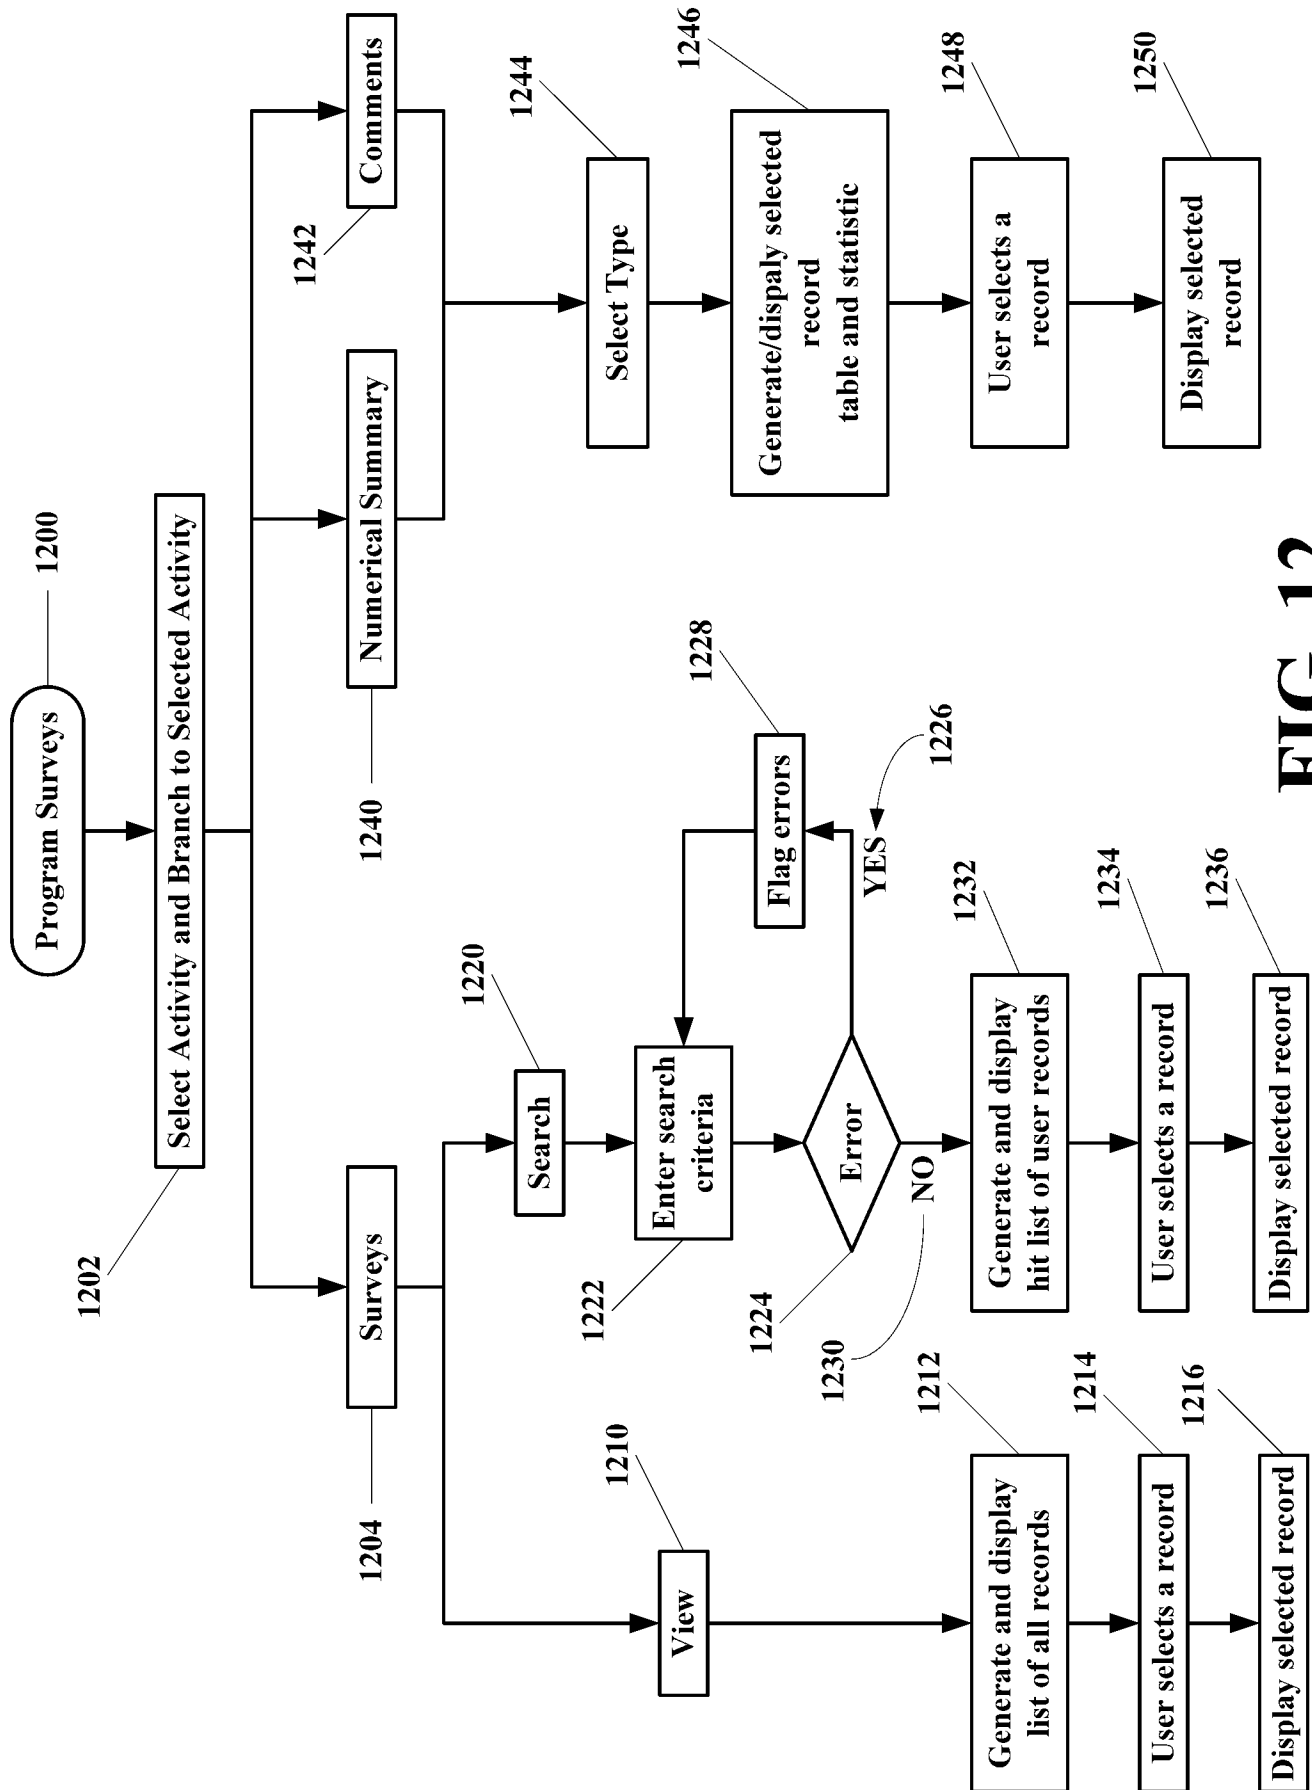 Program Surveys
1200
Select Activity and Branch to Selected Activity
1202
Surveys
1204
Numerical Summary
1240
Comments
1242
View
1210
Generate and display
list of all records
1212
User selects a record
1214
Display selected record
1216
Search
1220
Enter search
criteria
1222
Error
1224
YES
1226
Flag errors
1228
NO
1230
Generate and display
hit list of user records
1232
User selects a record
1234
Display selected record
1236
Select Type
1244
Generate/dispaly selected
record
table and statistic
1246
User selects a
record
1248
Display selected
record
1250
FIG. 12